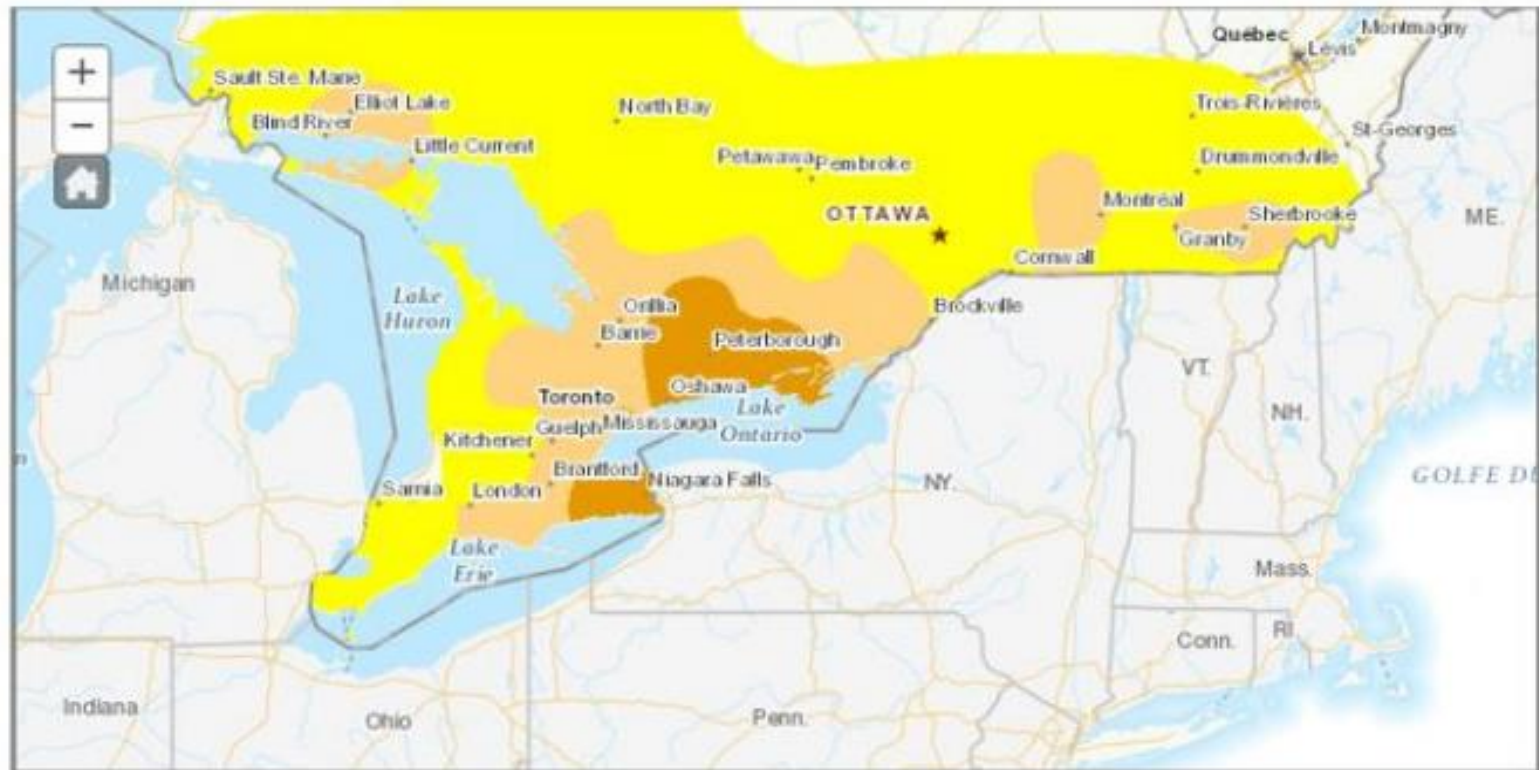 Québec
Montmagny
Lévis
+
Sault Ste. Marie
Elliot Lake
North Bay
Trois-Rivières
−
Blind River
St-Georges
Little Current
Petawawa
Pembroke
Drummondville
OTTAWA
Montréal
Sherbrooke
ME.
Granby
Cornwall
Michigan
Lake
Huron
Orillia
Brockville
Barrie
Peterborough
VT.
Oshawa
Toronto
Lake
Ontario
NH.
Mississauga
Guelph
Kitchener
Brantford
Niagara Falls
NY.
GOLFE DU
Sarnia
London
Lake
Erie
Mass.
Conn.
RI
Indiana
Ohio
Penn.